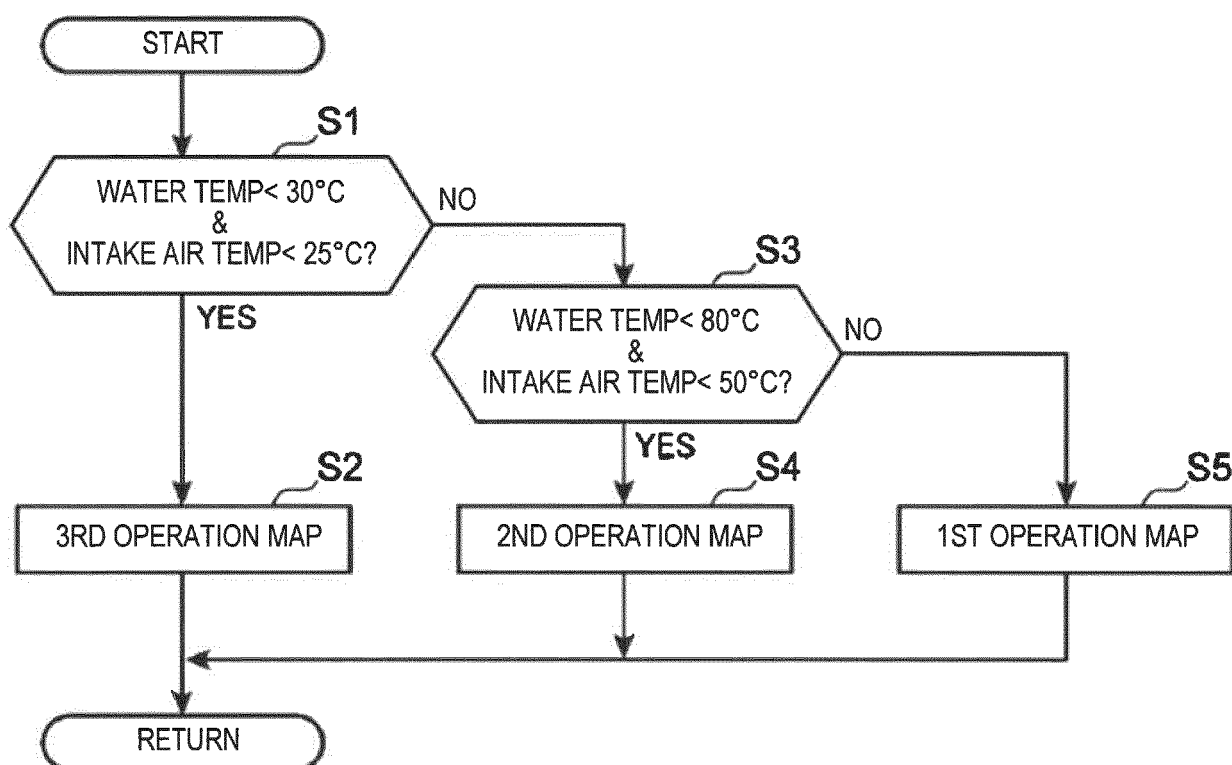 START
S1
WATER TEMP< 30°C
&
INTAKE AIR TEMP< 25°C?
NO
YES
S3
WATER TEMP< 80°C
&
INTAKE AIR TEMP< 50°C?
NO
YES
S2
3RD OPERATION MAP
S4
2ND OPERATION MAP
S5
1ST OPERATION MAP
RETURN